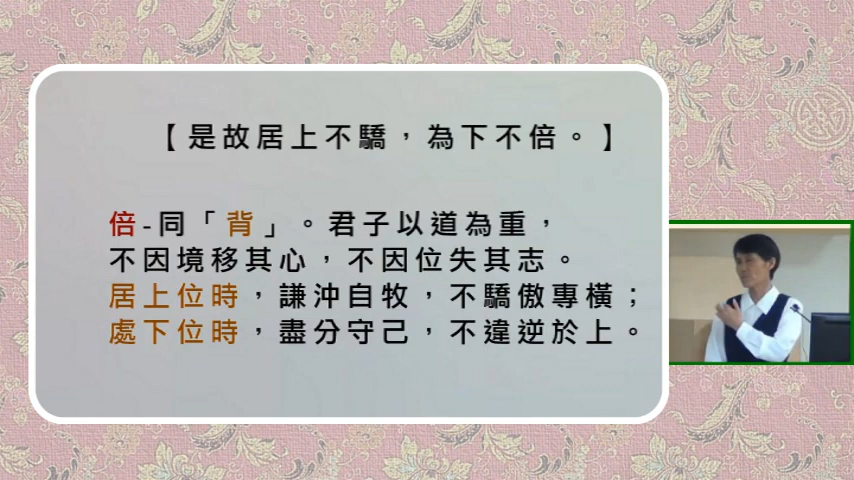 【是故居上不驕，為下不倍。】
倍-同「背」。君子以道為重，
不因境移其心，不因位失其志。
居上位時，謙沖自牧，不驕傲專橫；
處下位時，盡分守己，不違逆於上。